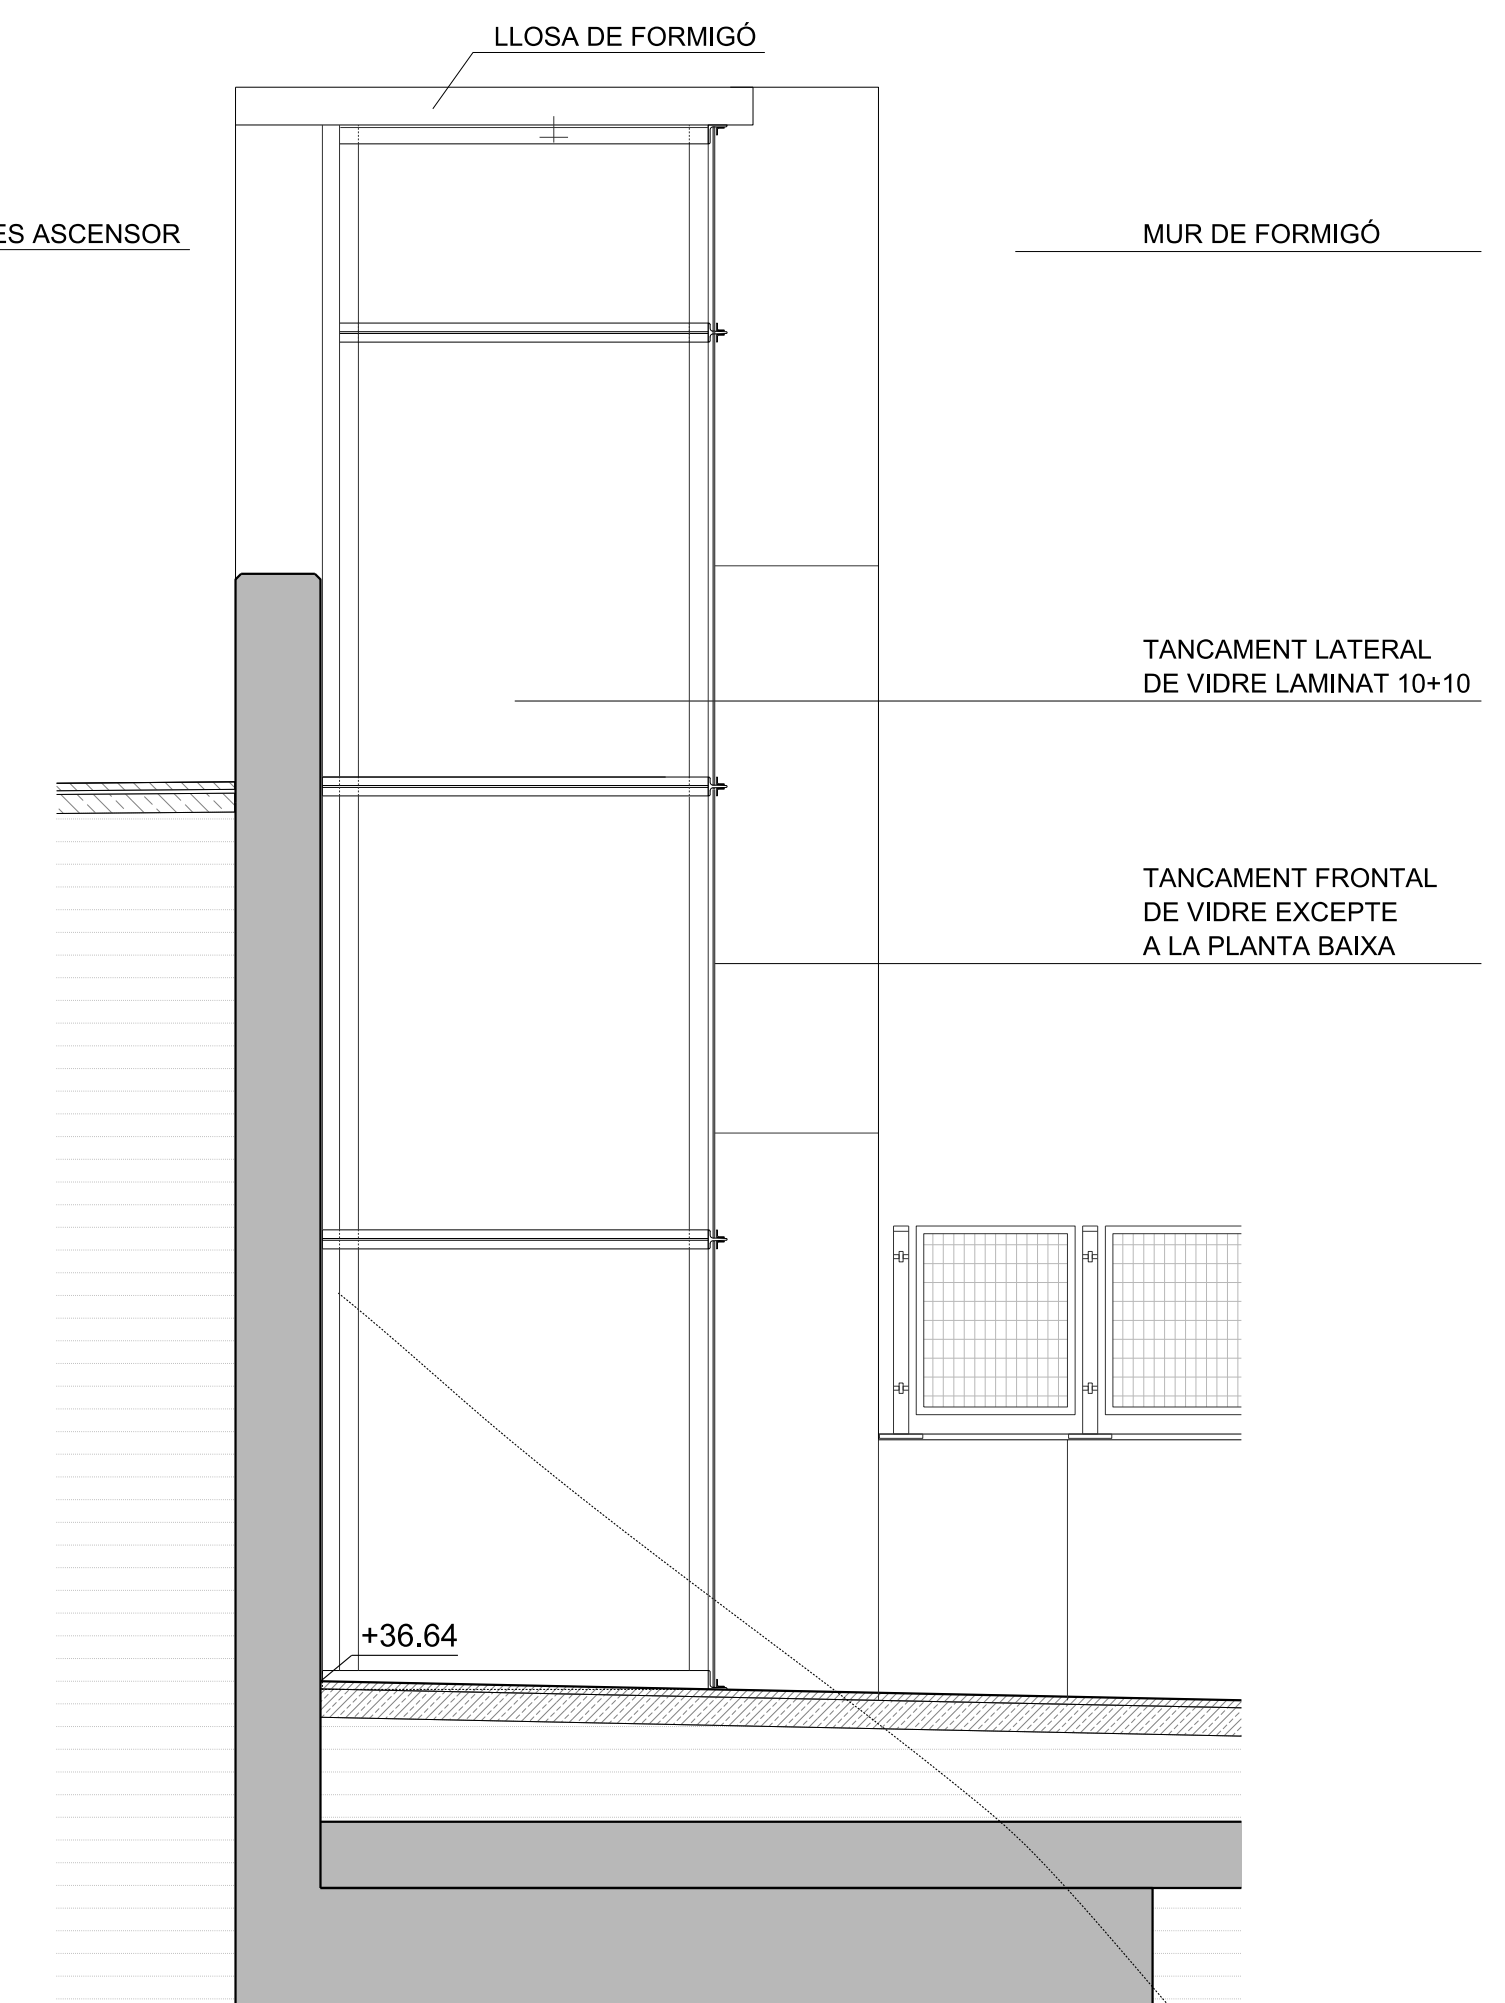 LLOSA DE FORMIGÓ
ES ASCENSOR
MUR DE FORMIGÓ
TANCAMENT LATERAL
DE VIDRE LAMINAT 10+10
TANCAMENT FRONTAL
DE VIDRE EXCEPTE
A LA PLANTA BAIXA
+36.64